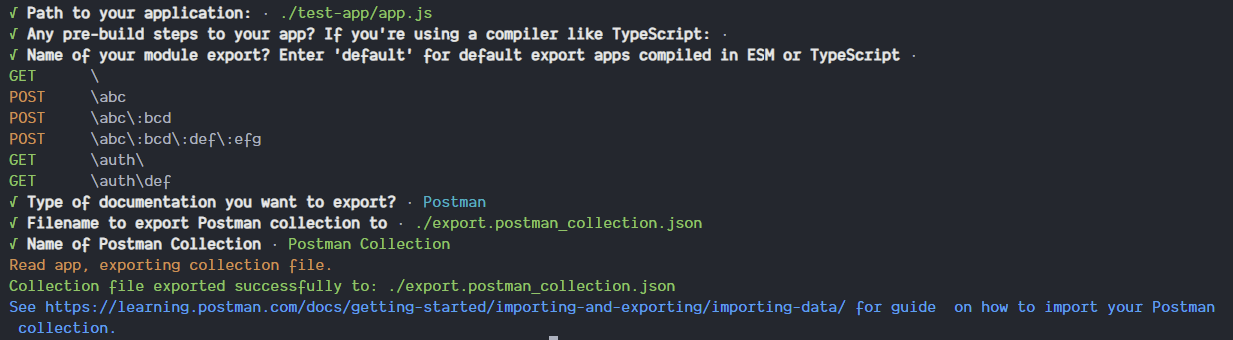 √ Path to your application: · ./test-app/app.js
√ Any pre-build steps to your app? If you're using a compiler like TypeScript: ·
√ Name of your module export? Enter 'default' for default export apps compiled in ESM or TypeScript ·
GET      \
POST     \abc
POST     \abc\:bcd
POST     \abc\:bcd\:def\:efg
GET      \auth\
GET      \auth\def
√ Type of documentation you want to export? · Postman
√ Filename to export Postman collection to · ./export.postman_collection.json
√ Name of Postman Collection · Postman Collection
Read app, exporting collection file.
Collection file exported successfully to: ./export.postman_collection.json
See https://learning.postman.com/docs/getting-started/importing-and-exporting/importing-data/ for guide  on how to import your Postman
 collection.